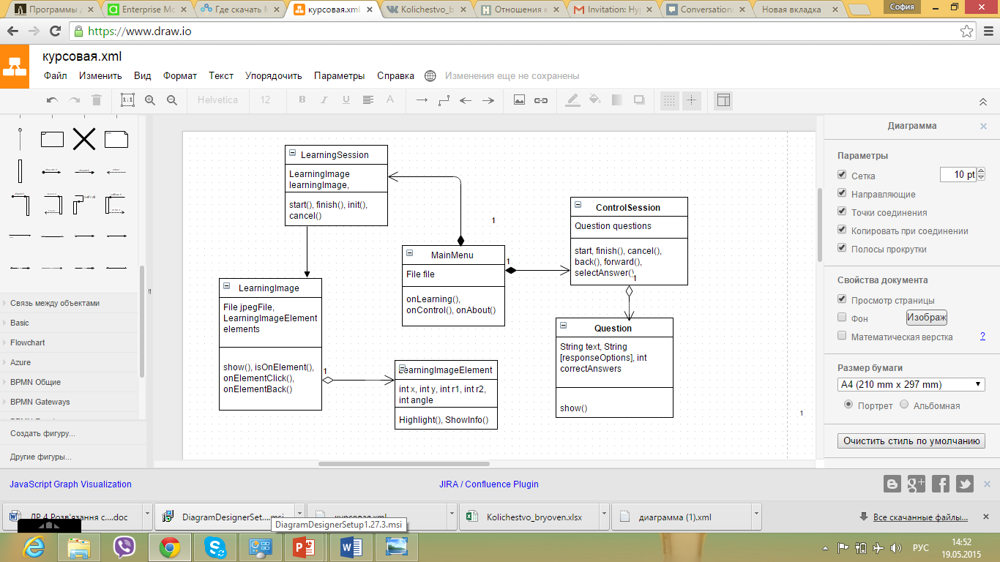 Программы д
Enterprise Mo
Где скачать M
курсовая.xml
Kolichestvo_b
Отношения к
Invitation: Hy
Conversation
Новая вкладка
София
https://www.draw.io
курсовая.xml
Файл Изменить Вид Формат Текст Упорядочить Параметры Справка Изменения еще не сохранены
1:1 Helvetica 12 B I U A
LearningSession
LearningImage
learningImage,
start(), finish(), init(),
cancel()
1
ControlSession
Question questions
start, finish(), cancel(),
back(), forward(),
selectAnswer()
1
MainMenu
File file
onLearning(),
onControl(), onAbout()
1
LearningImage
File jpegFile,
LearningImageElement
elements
show(), isOnElement(),
onElementClick(),
onElementBack()
1
LearningImageElement
int x, int y, int r1, int r2,
int angle
Highlight(), ShowInfo()
Question
String text, String
[responseOptions], int
correctAnswers
show()
1
Связь между объектами
Basic
Flowchart
Azure
BPMN Общие
BPMN Gateways
Создать фигуру...
Другие фигуры...
Диаграмма
Параметры
Сетка 10 pt
Направляющие
Точки соединения
Копировать при соединении
Полосы прокрутки
Свойства документа
Просмотр страницы
Фон Изображ
Математическая верстка ?
Размер бумаги
A4 (210 mm x 297 mm)
Портрет Альбомная
Очистить стиль по умолчанию
JavaScript Graph Visualization JIRA / Confluence Plugin
ЛР 4 Розв'язання с....doc
DiagramDesignerSet....msi
курсовая.xml
Kolichestvo_bryoven.xlsx
диаграмма (1).xml
Все скачанные файлы...
DiagramDesignerSetup1.27.3.msi
РУС
14:52
19.05.2015